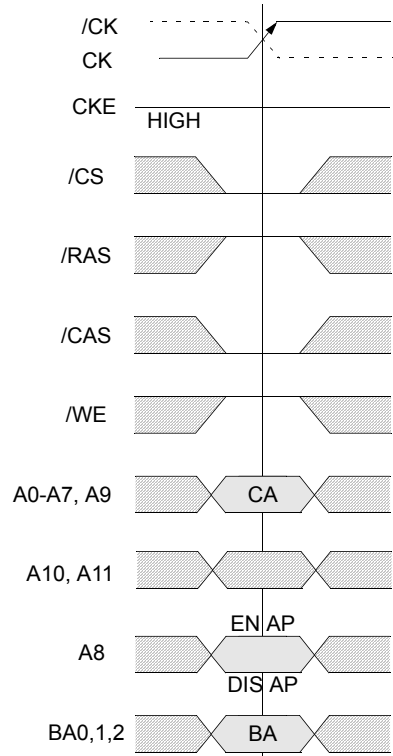 /CK
CK
CKE
HIGH
/CS
/RAS
/CAS
/WE
A0-A7, A9
CA
A10, A11
EN AP
A8
DIS AP
BA0,1,2
BA